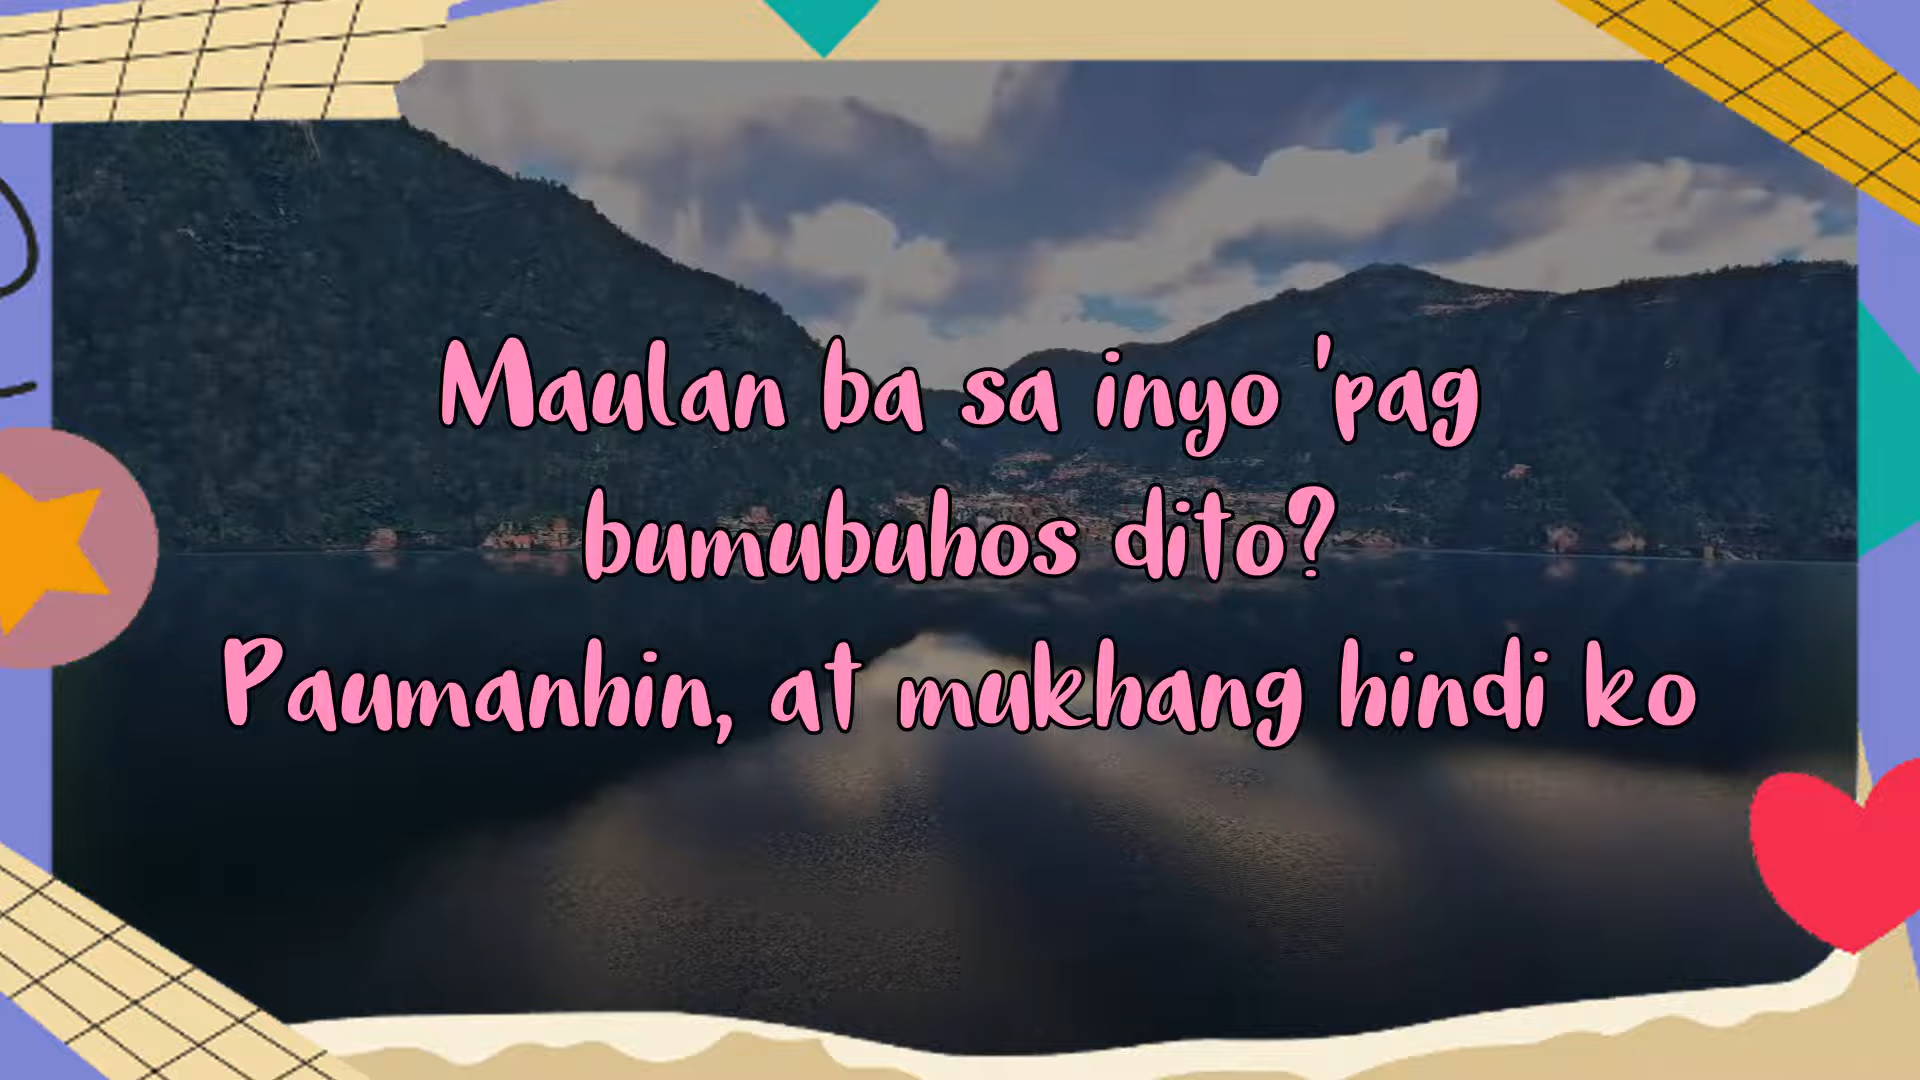 Maulan ba sa inyo 'pag
bumubuhos dito?
Paumanhin, at mukhang hindi ko